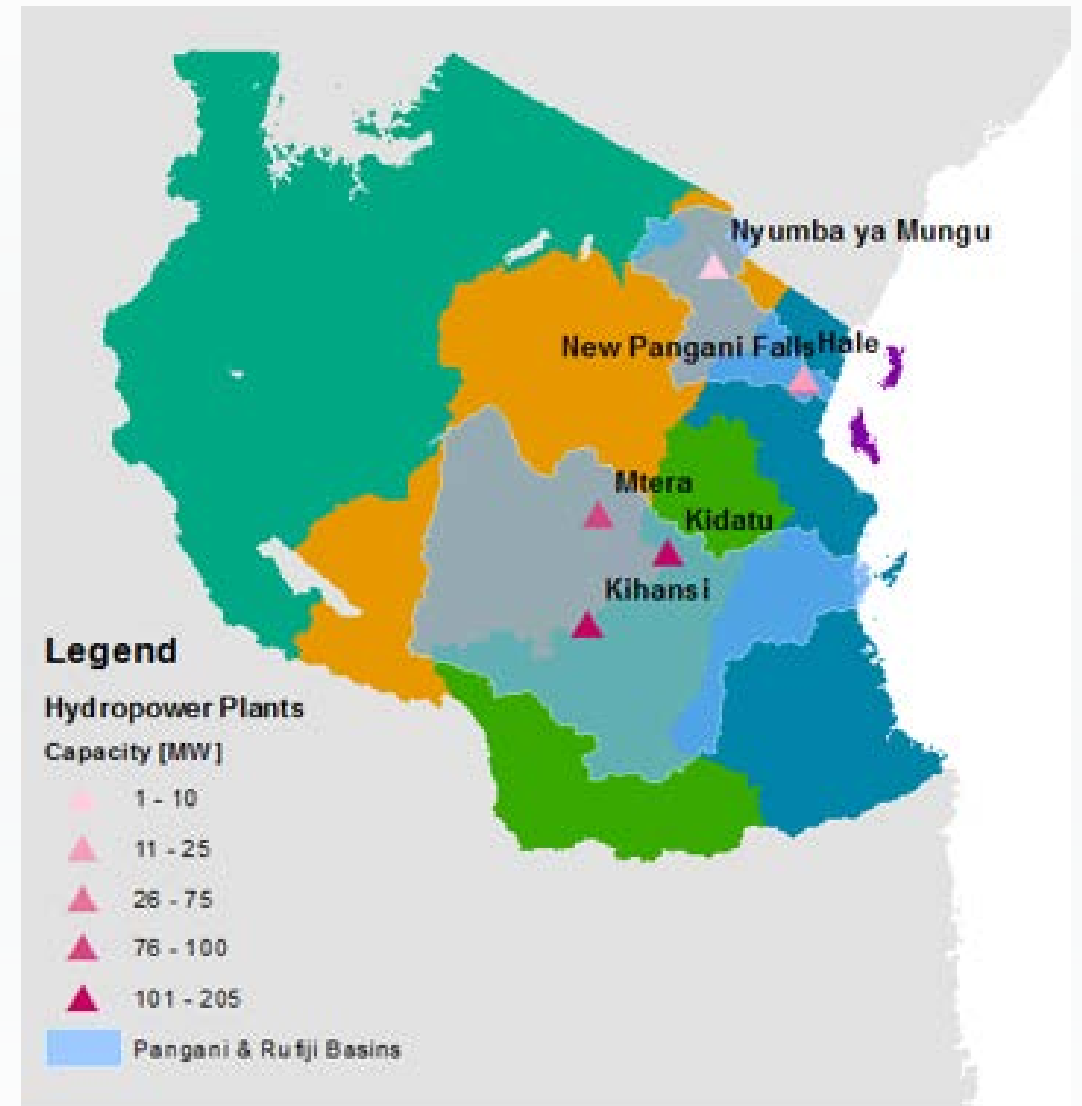 Nyumba ya Mungu
New Pangani Falls Hale
Mtera
Kidatu
Kihansi
Legend
Hydropower Plants
Capacity [MW]
1 - 10
11 - 25
26 - 75
76 - 100
101 - 205
Pangani & Rufiji Basins